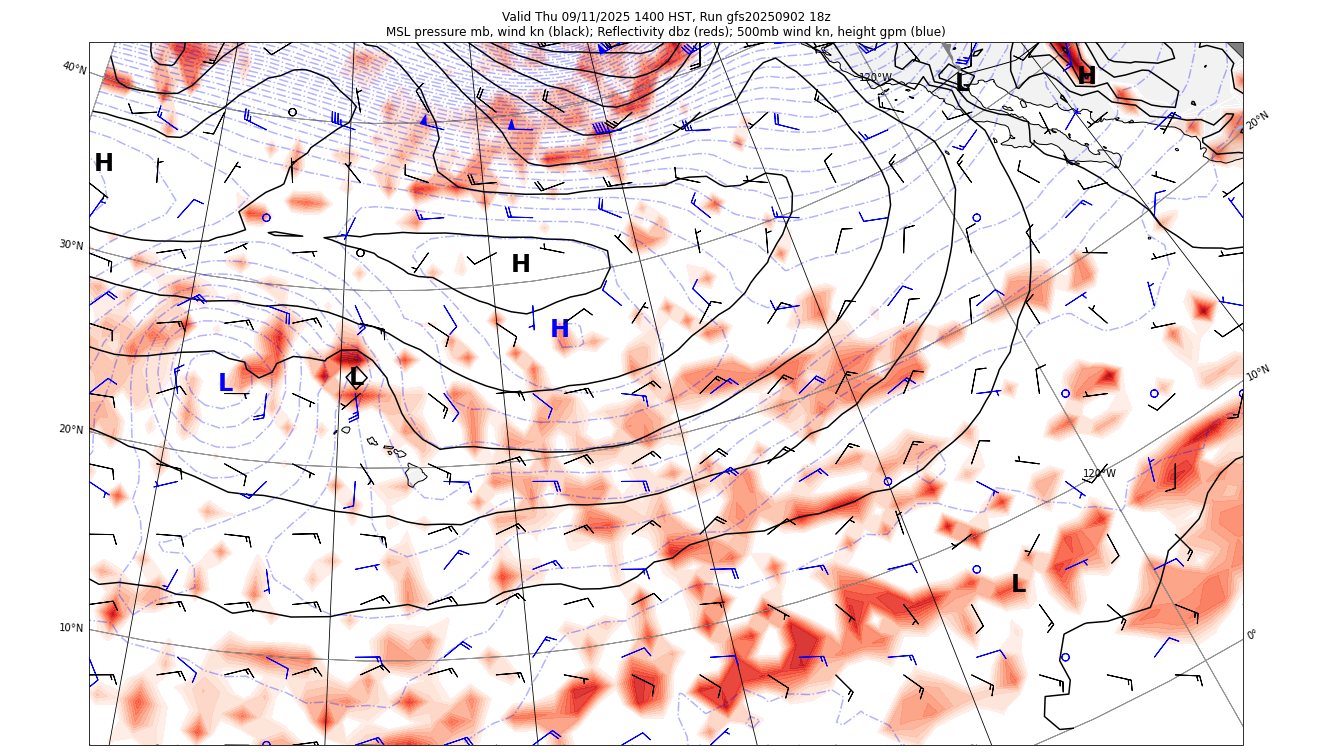 Valid Thu 09/11/2025 1400 HST, Run gfs20250902 18z
MSL pressure mb, wind kn (black); Reflectivity dbz (reds); 500mb wind kn, height gpm (blue)
40°N
120°W
L
H
20°N
H
30°N
H
H
L
L
10°N
20°N
120°W
L
10°N
0°